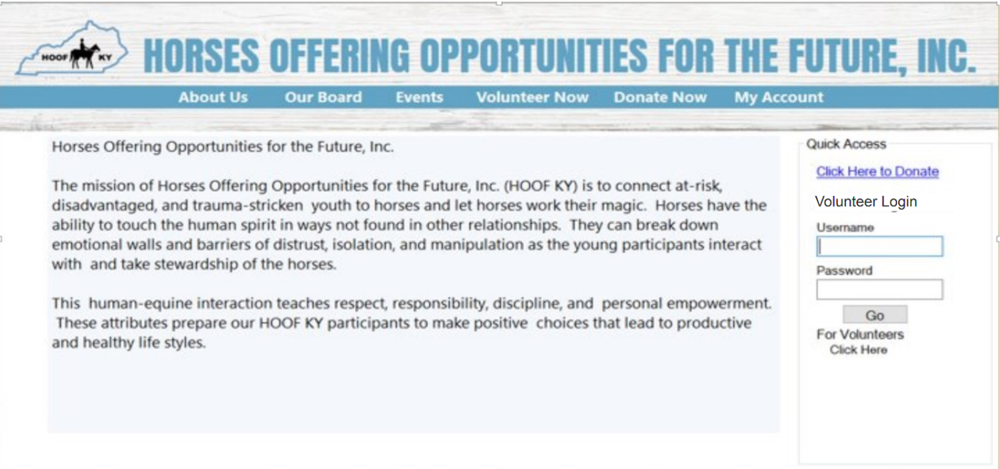 HOOF KY
HORSES OFFERING OPPORTUNITIES FOR THE FUTURE, INC.
About Us Our Board Events Volunteer Now Donate Now My Account
Horses Offering Opportunities for the Future, Inc.
The mission of Horses Offering Opportunities for the Future, Inc. (HOOF KY) is to connect at-risk,
disadvantaged, and trauma-stricken youth to horses and let horses work their magic. Horses have the
ability to touch the human spirit in ways not found in other relationships. They can break down
emotional walls and barriers of distrust, isolation, and manipulation as the young participants interact
with and take stewardship of the horses.
This human-equine interaction teaches respect, responsibility, discipline, and personal empowerment.
These attributes prepare our HOOF KY participants to make positive choices that lead to productive
and healthy life styles.
Quick Access
Click Here to Donate
Volunteer Login
Username
Password
Go
For Volunteers
Click Here